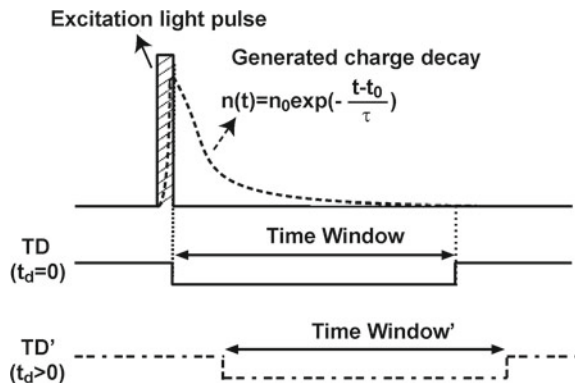 Excitation light pulse
Generated charge decay
n(t)=n₀exp(- t-t₀/τ )
Time Window
TD
(t_d=0)
Time Window'
TD'
(t_d>0)